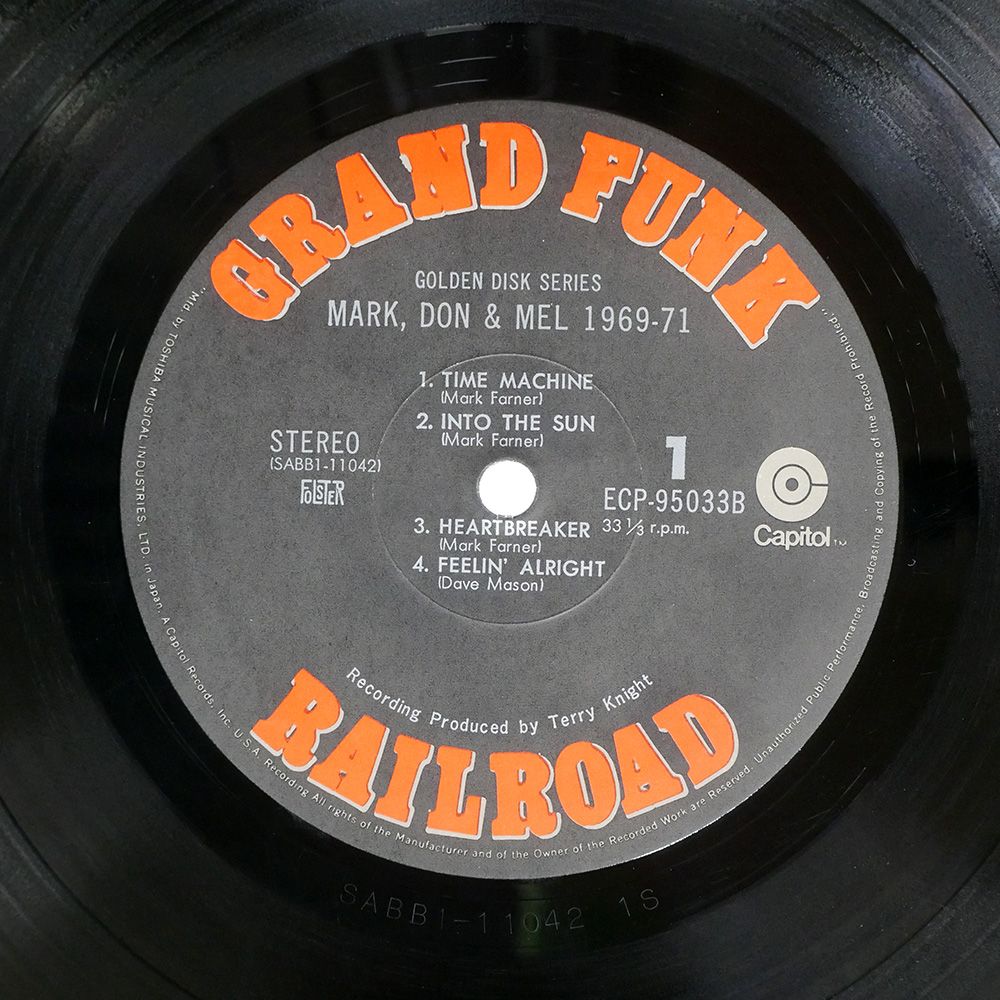 GRAND FUNK
GOLDEN DISK SERIES
MARK, DON & MEL 1969-71
1. TIME MACHINE
(Mark Farner)
2. INTO THE SUN
(Mark Farner)
STEREO
(SABB1-11042)
FOLSTER
1
ECP-95033B
33 1/3 r.p.m.
Capitol TM
3. HEARTBREAKER
(Mark Farner)
4. FEELIN' ALRIGHT
(Dave Mason)
Recording Produced by Terry Knight
RAILROAD
"Mfd. by TOSHIBA MUSICAL INDUSTRIES, LTD. in Japan. A Capitol Records, Inc. U.S.A. Recording All rights of the Manufacturer and of the Owner of the Recorded Work are Reserved. Unauthorized Public Performance, Broadcasting and Copying of the Record Prohibited."
SABB1-11042 1S